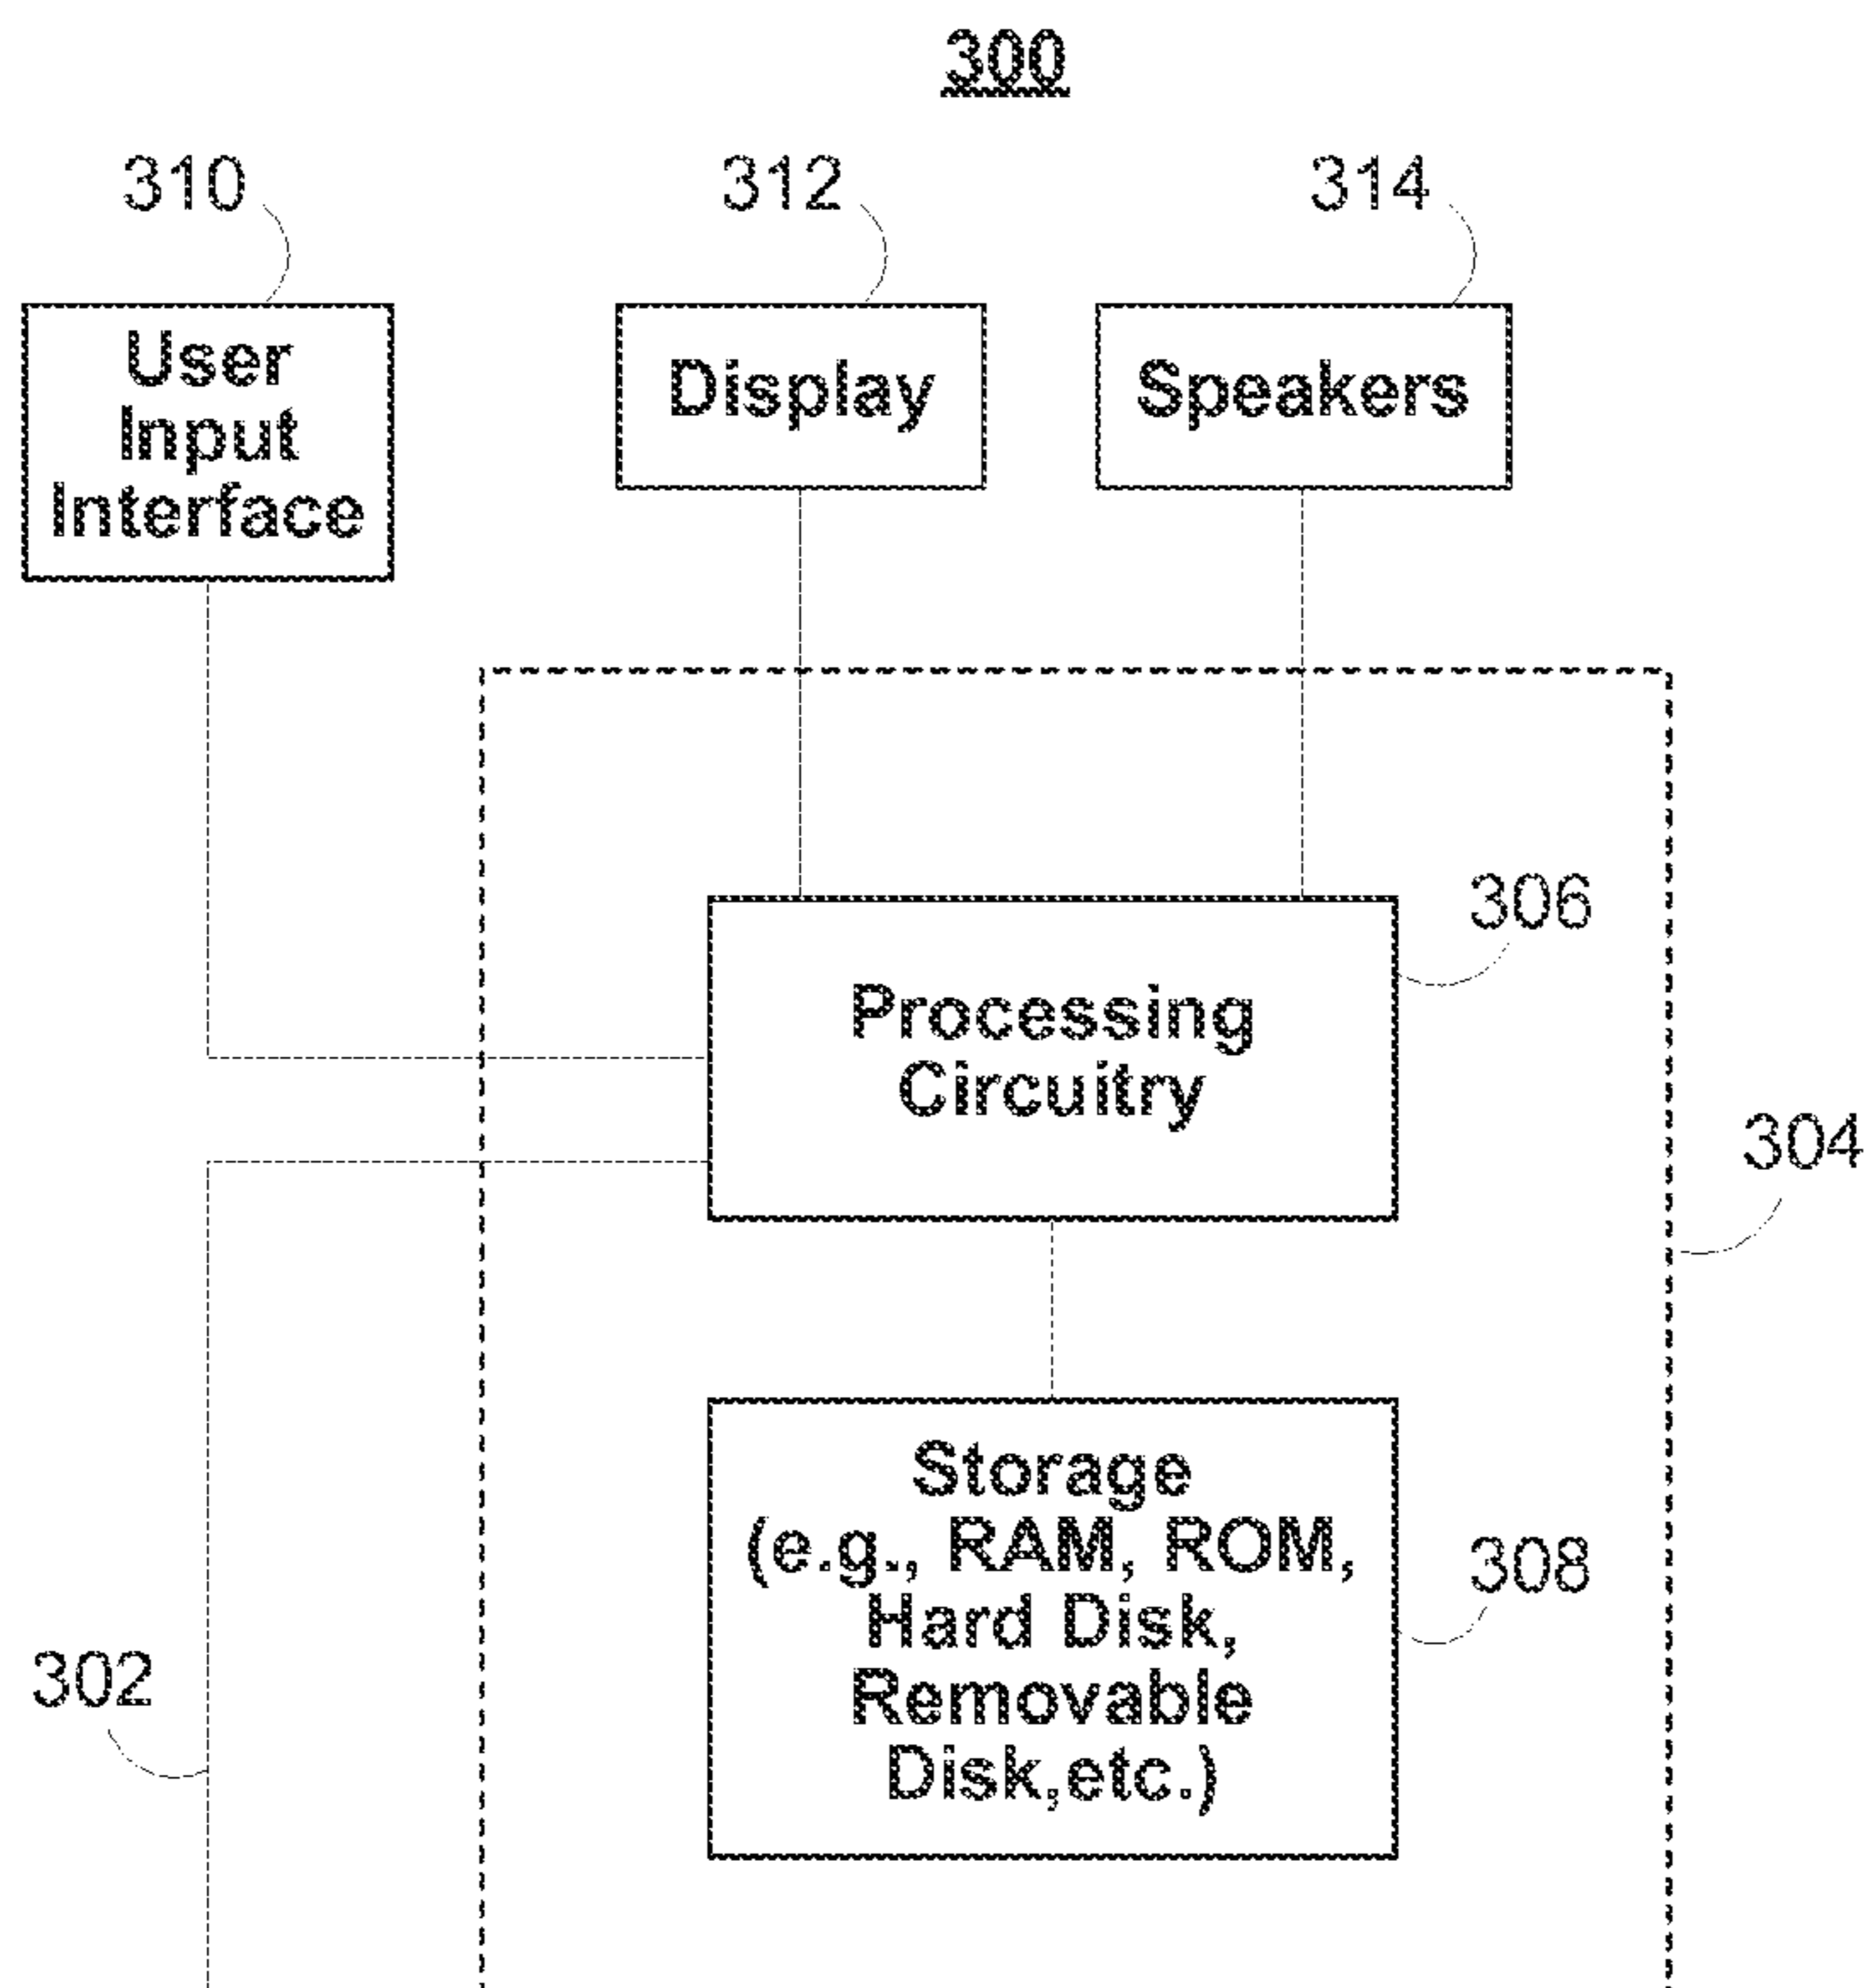 300
310
312
314
User
Input
Interface
Display
Speakers
306
Processing
Circuitry
304
Storage
(e.g., RAM, ROM,
Hard Disk,
Removable
Disk,etc.)
308
302